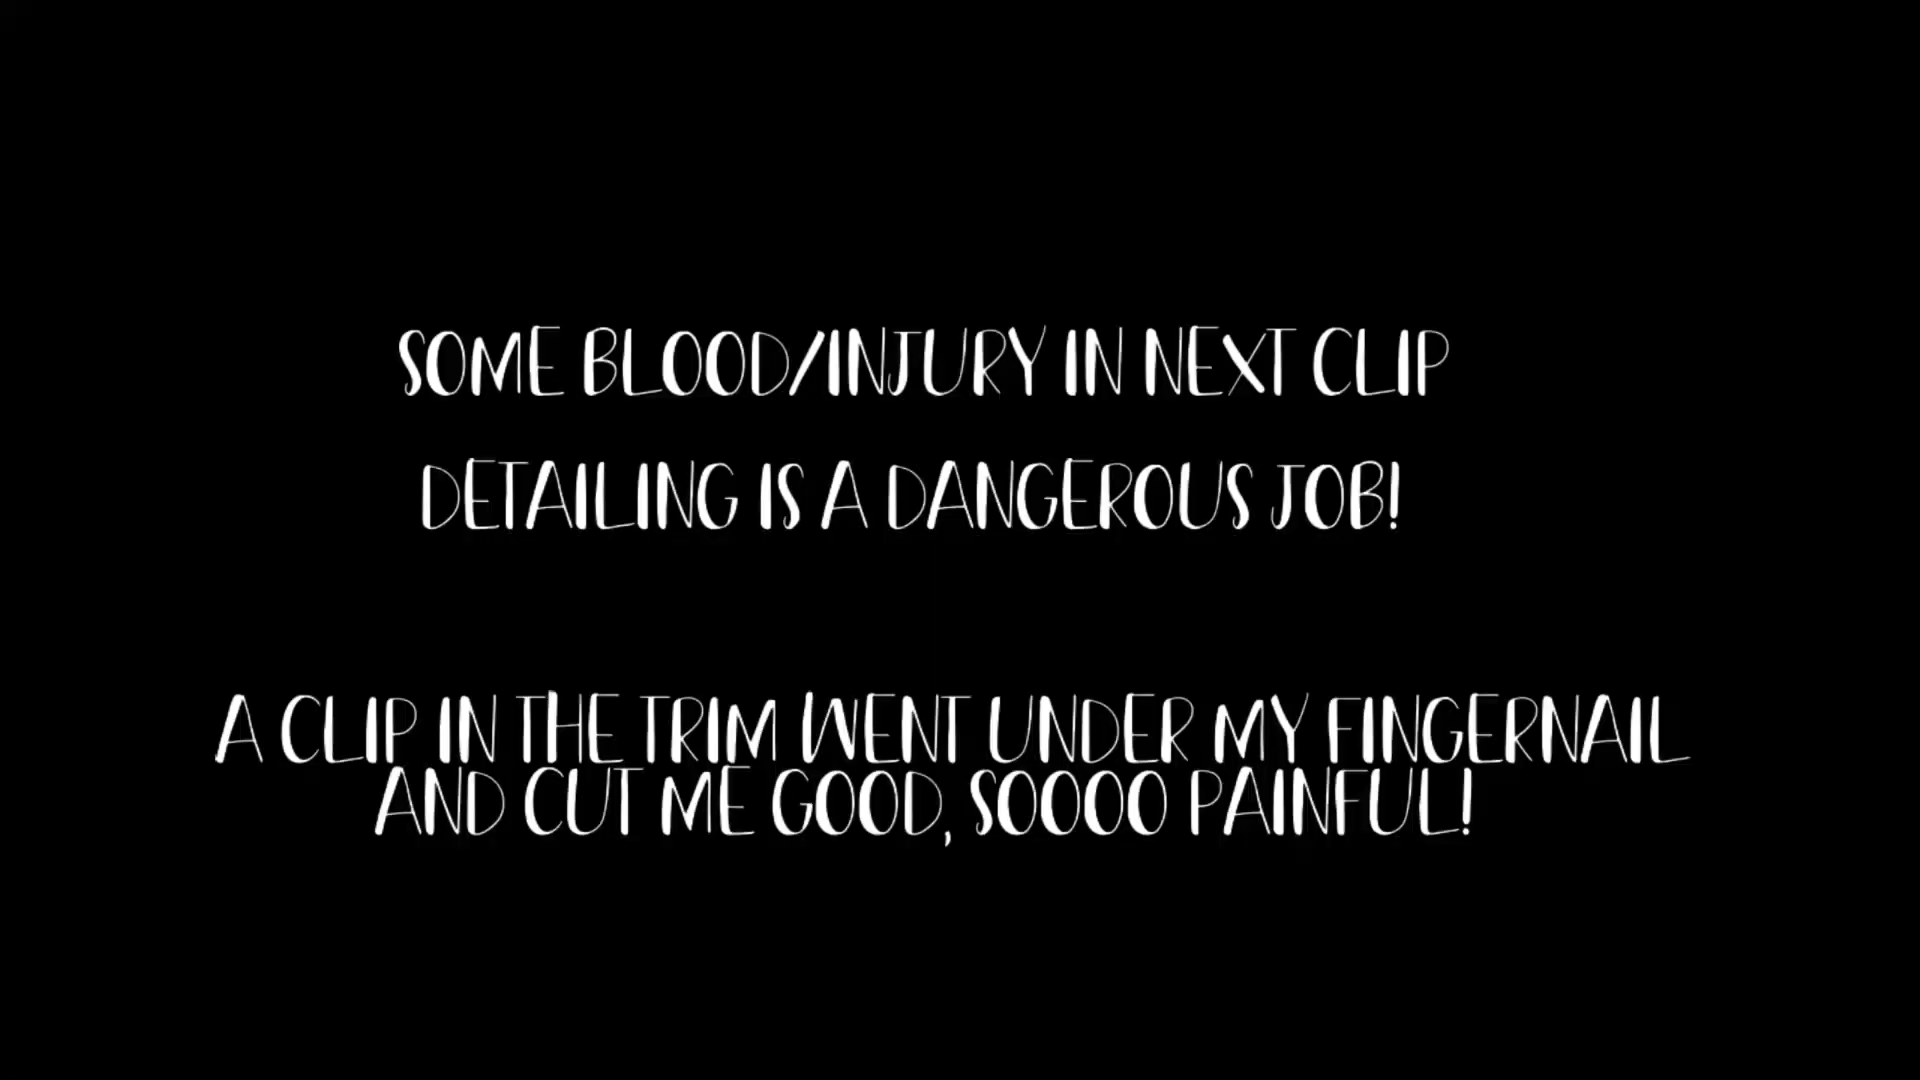 SOME BLOOD/INJURY IN NEXT CLIP
DETAILING IS A DANGEROUS JOB!
A CLIP IN THE TRIM WENT UNDER MY FINGERNAIL
AND CUT ME GOOD, SOOOO PAINFUL!